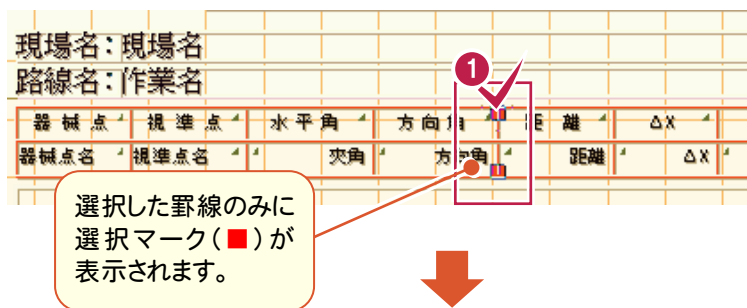 現場名：現場名
路線名：作業名
1
器 械 点 視 準 点 水 平 角 方 向 角 距 離 ΔX
器械点名 視準点名 夾角 方向角 距離 ΔX
選択した罫線のみに
選択マーク（■）が
表示されます。